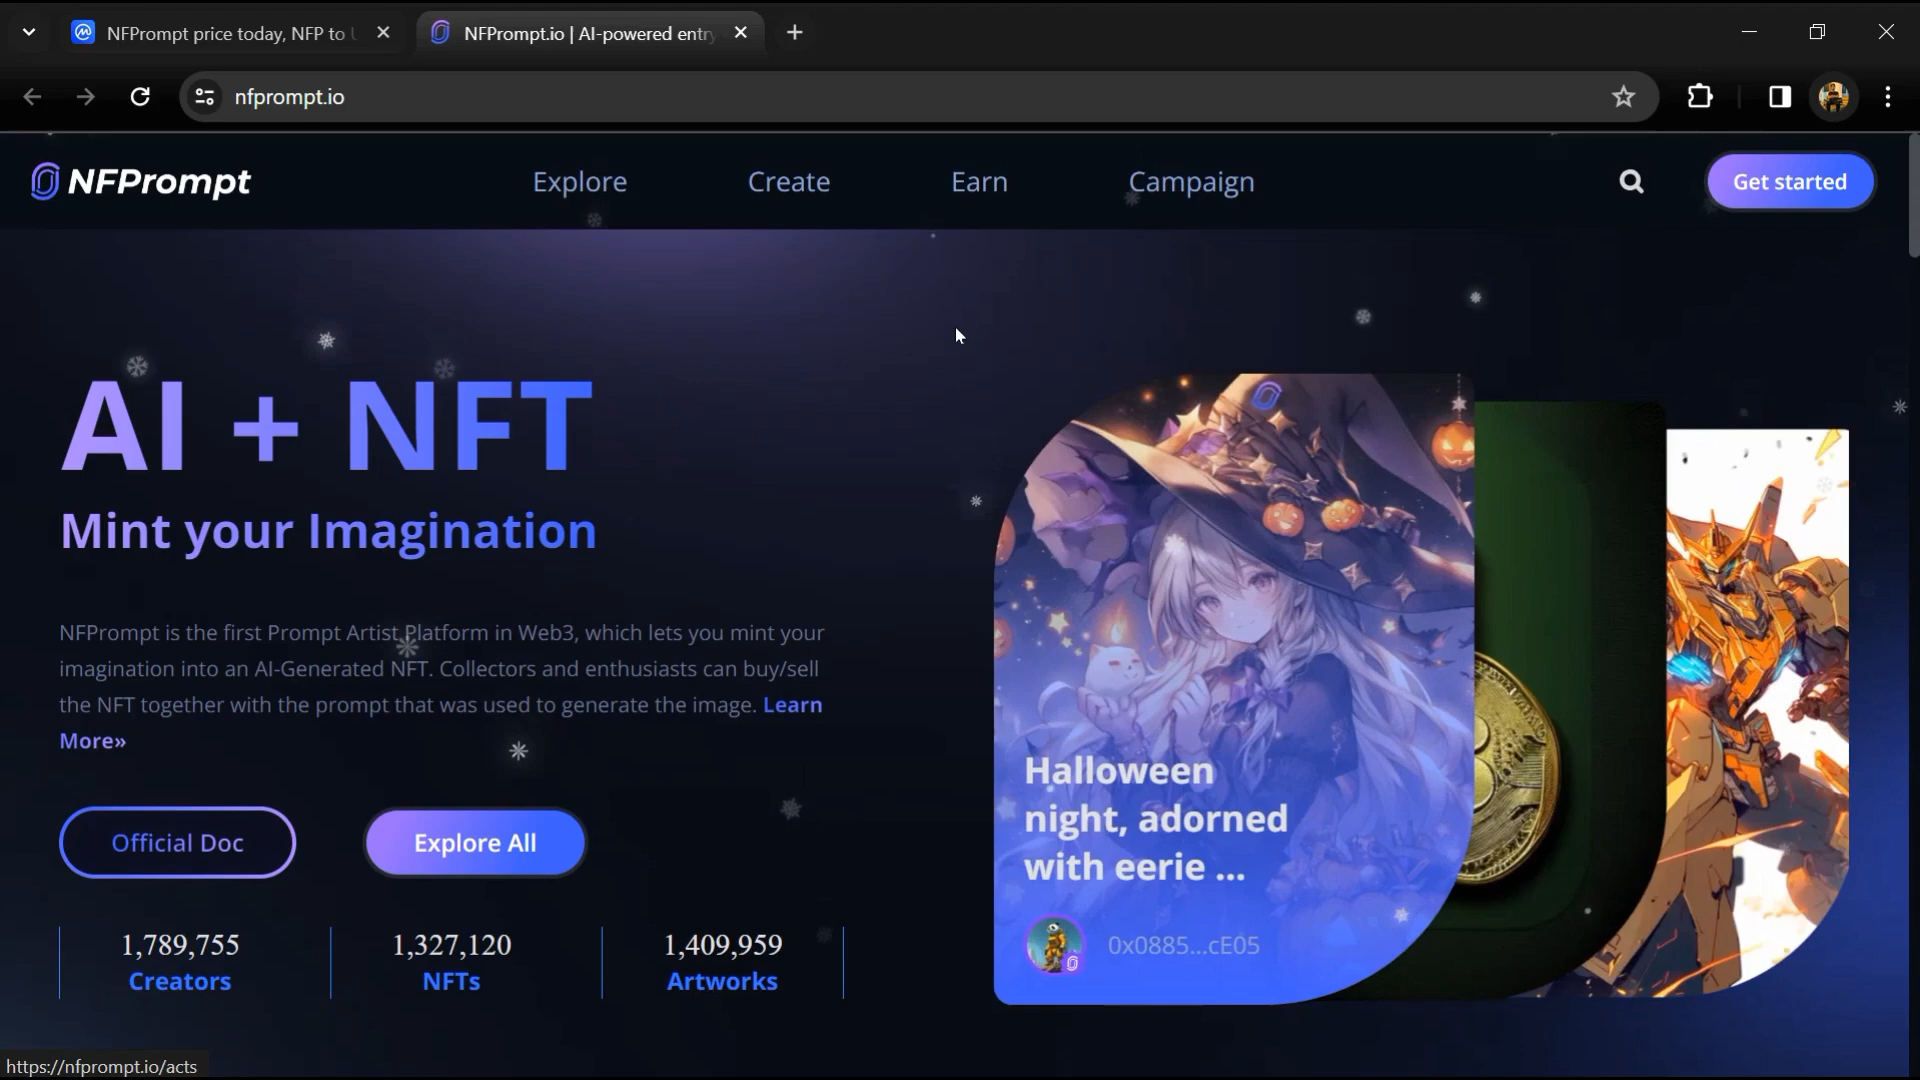 NFPrompt price today, NFP to
NFPrompt.io | AI-powered entry
nfprompt.io
NFPrompt
Explore
Create
Earn
Campaign
Get started
AI + NFT
Mint your Imagination
NFPrompt is the first Prompt Artist Platform in Web3, which lets you mint your
imagination into an AI-Generated NFT. Collectors and enthusiasts can buy/sell
the NFT together with the prompt that was used to generate the image. Learn
More»
Official Doc
Explore All
1,789,755
Creators
1,327,120
NFTs
1,409,959
Artworks
Halloween
night, adorned
with eerie ...
0x0885...cE05
https://nfprompt.io/acts